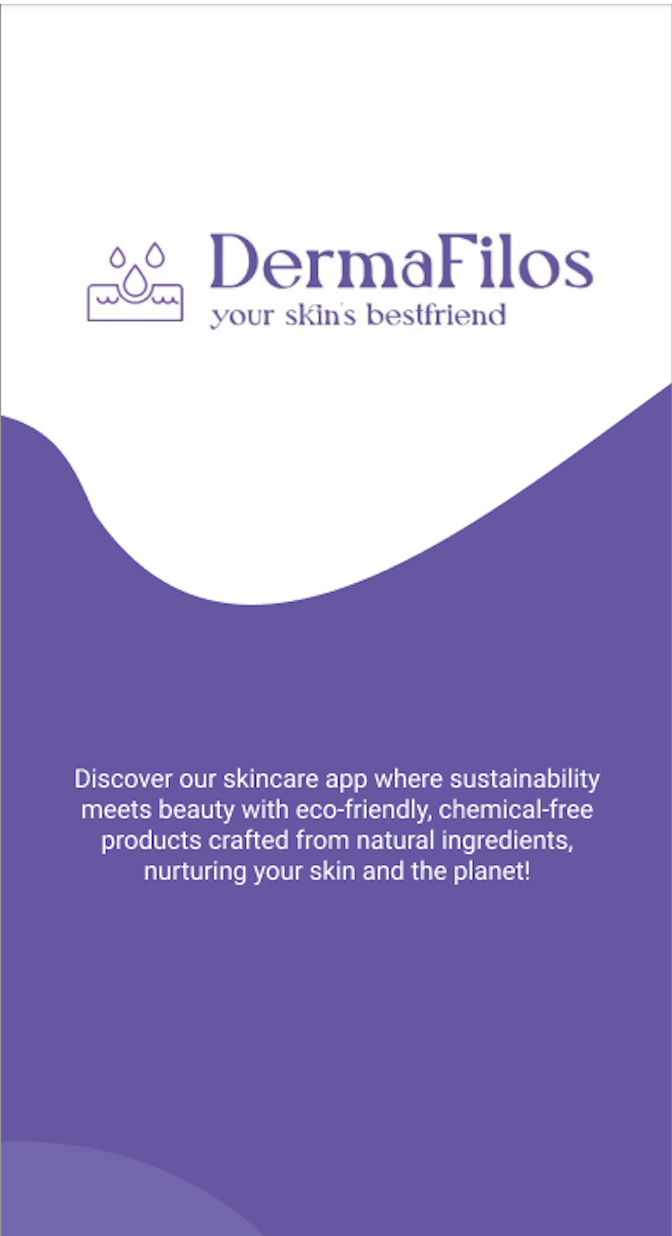 DermaFilos
your skin's bestfriend
Discover our skincare app where sustainability
meets beauty with eco-friendly, chemical-free
products crafted from natural ingredients,
nurturing your skin and the planet!